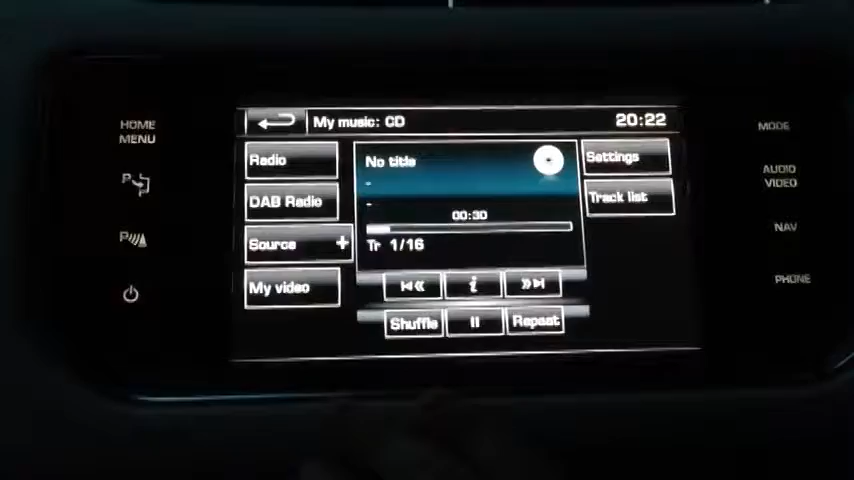 HOME
MENU
My music: CD
20:22
MODE
Radio
No title
Settings
AUDIO
VIDEO
P
-
DAB Radio
Track list
-
00:30
NAV
P
Source +
Tr 1/16
My video
i
PHONE
Shuffle
Repeat